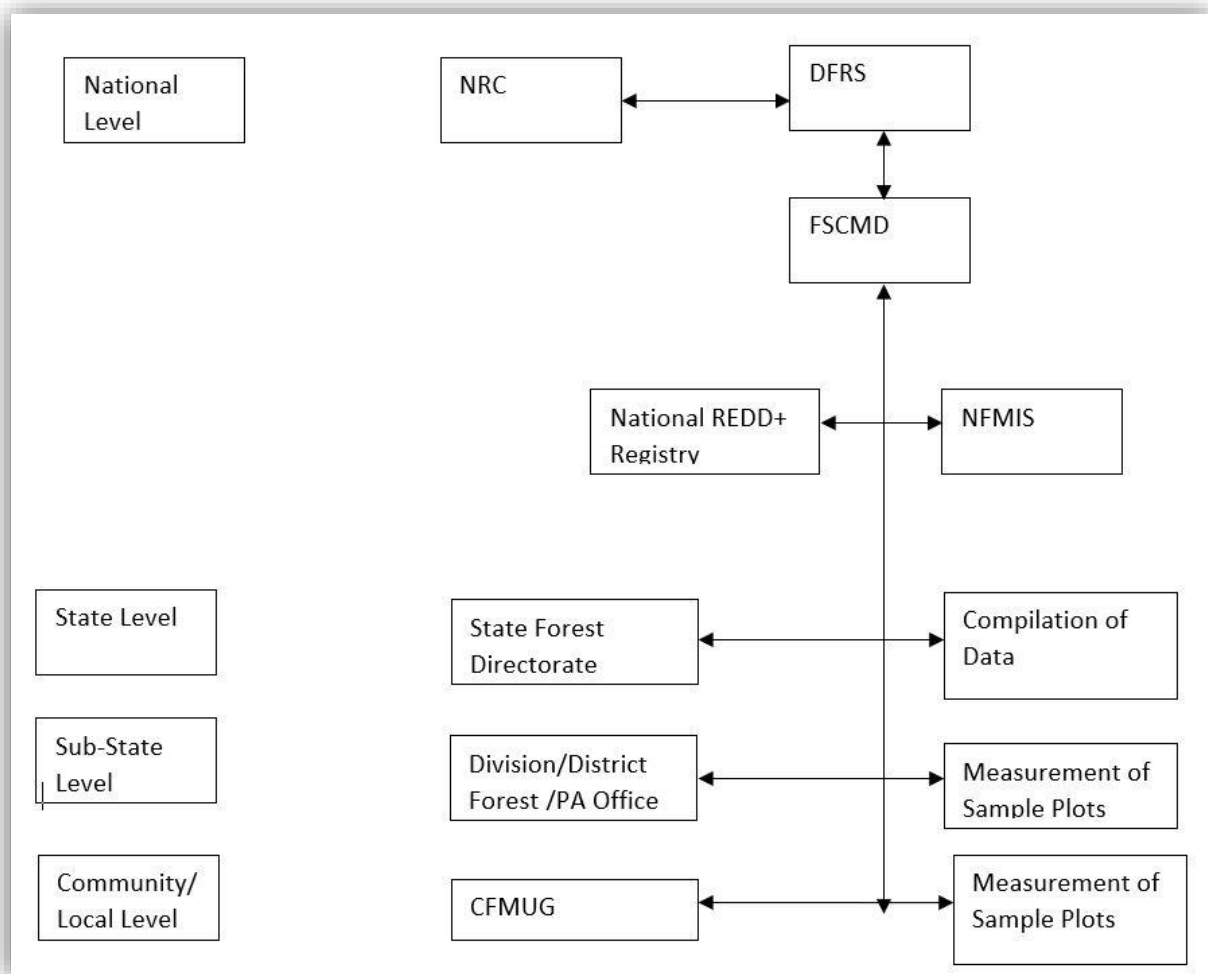 National
Level
NRC
DFRS
FSCMD
National REDD+
Registry
NFMIS
State Level
State Forest
Directorate
Compilation of
Data
Sub-State
Level
Division/District
Forest /PA Office
Measurement of
Sample Plots
Community/
Local Level
CFMUG
Measurement of
Sample Plots